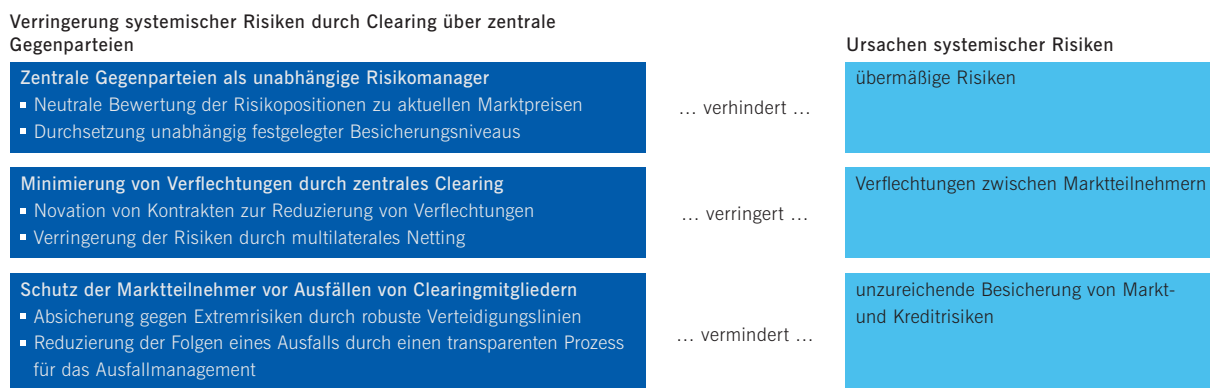 Verringerung systemischer Risiken durch Clearing über zentrale
Gegenparteien
Ursachen systemischer Risiken
Zentrale Gegenparteien als unabhängige Risikomanager
▪ Neutrale Bewertung der Risikopositionen zu aktuellen Marktpreisen
▪ Durchsetzung unabhängig festgelegter Besicherungsniveaus
… verhindert …
übermäßige Risiken
Minimierung von Verflechtungen durch zentrales Clearing
▪ Novation von Kontrakten zur Reduzierung von Verflechtungen
▪ Verringerung der Risiken durch multilaterales Netting
… verringert …
Verflechtungen zwischen Marktteilnehmern
Schutz der Marktteilnehmer vor Ausfällen von Clearingmitgliedern
▪ Absicherung gegen Extremrisiken durch robuste Verteidigungslinien
▪ Reduzierung der Folgen eines Ausfalls durch einen transparenten Prozess
für das Ausfallmanagement
… vermindert …
unzureichende Besicherung von Markt-
und Kreditrisiken